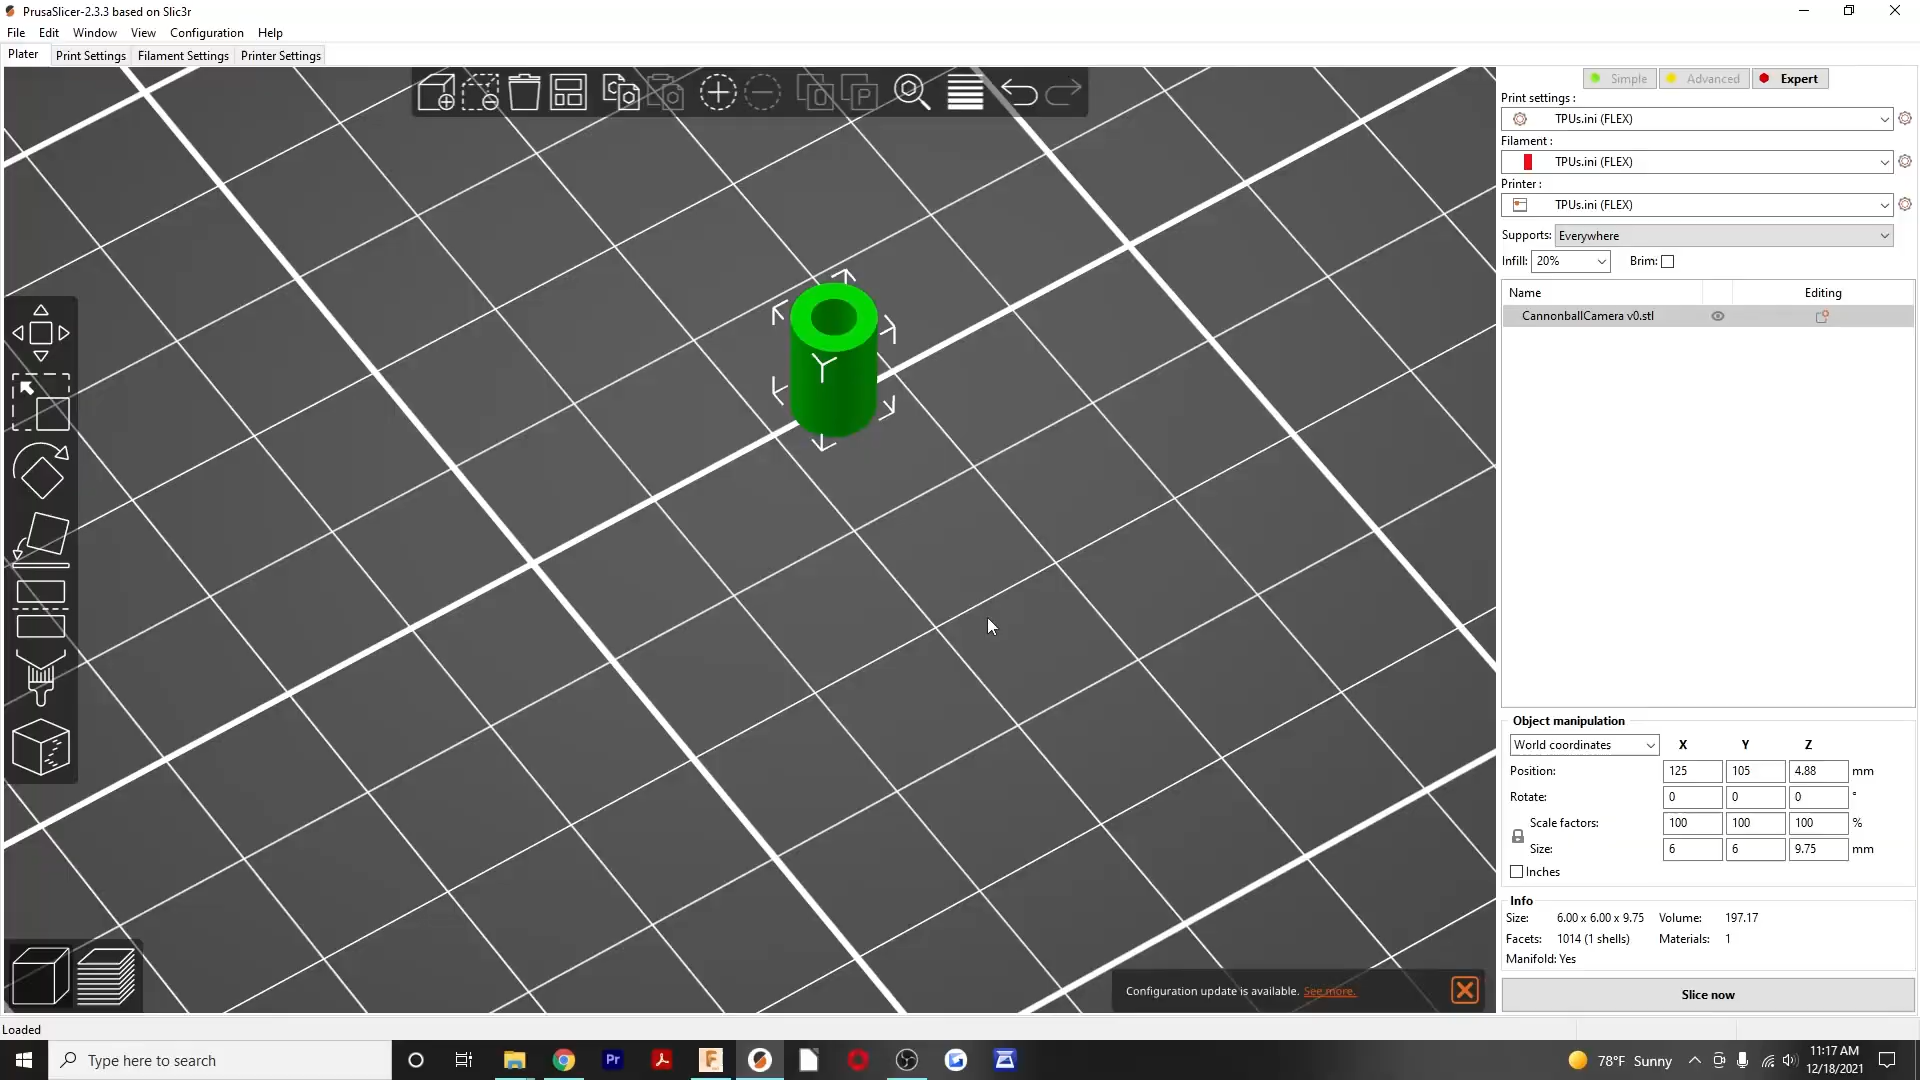 PrusaSlicer-2.3.3 based on Slic3r
File Edit Window View Configuration Help
Plater Print Settings Filament Settings Printer Settings
Simple Advanced Expert
Print settings :
TPUs.ini (FLEX)
Filament :
TPUs.ini (FLEX)
Printer :
TPUs.ini (FLEX)
Supports: Everywhere
Infill: 20% Brim:
Name Editing
CannonballCamera v0.stl
Object manipulation
World coordinates X Y Z
Position: 125 105 4.88 mm
Rotate: 0 0 0 °
Scale factors: 100 100 100 %
Size: 6 6 9.75 mm
Inches
Info
Size: 6.00 x 6.00 x 9.75 Volume: 197.17
Facets: 1014 (1 shells) Materials: 1
Manifold: Yes
Configuration update is available. See more.
Slice now
Loaded
Type here to search
Pr
78°F Sunny
11:17 AM
12/18/2021